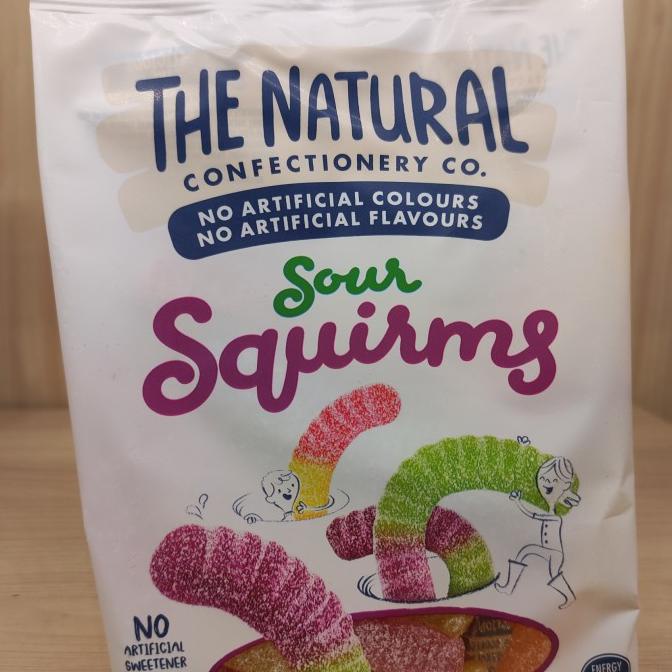 THE NATURAL
CONFECTIONERY CO.
NO ARTIFICIAL COLOURS
NO ARTIFICIAL FLAVOURS
Sour
Squirms
NO
ARTIFICIAL
SWEETENER
ENERGY